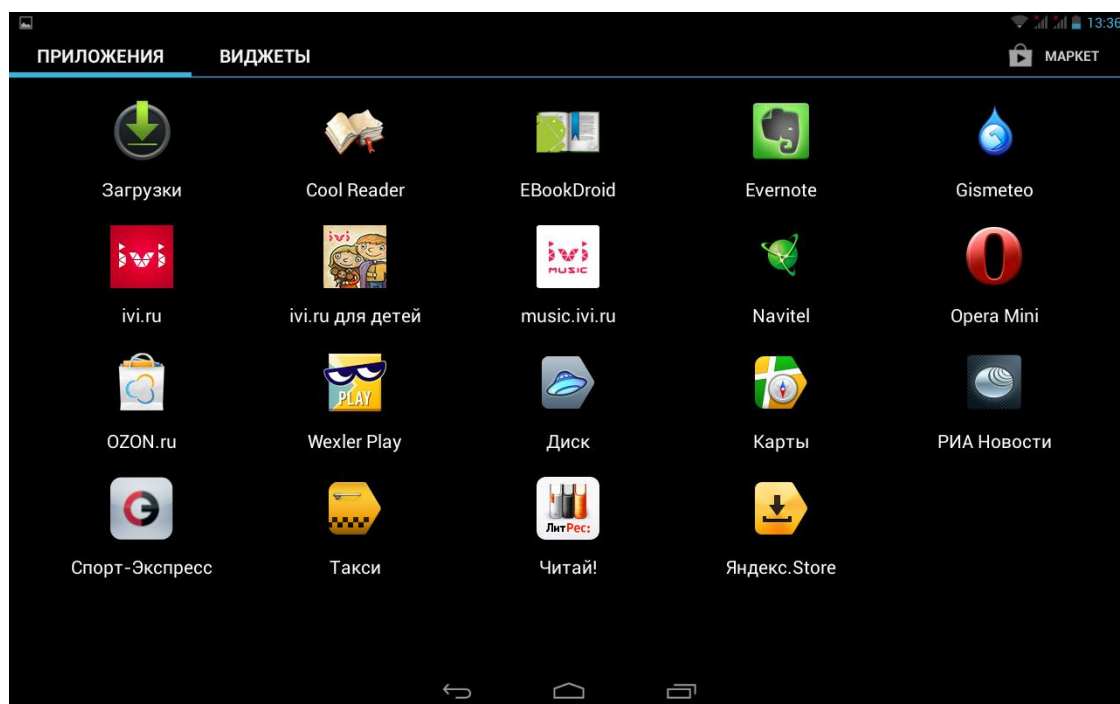 13:36
ПРИЛОЖЕНИЯ ВИДЖЕТЫ МАРКЕТ
Загрузки Cool Reader EBookDroid Evernote Gismeteo
ivi ivi ivi MUSIC
ivi.ru ivi.ru для детей music.ivi.ru Navitel Opera Mini
PLAY
OZON.ru Wexler Play Диск Карты РИА Новости
ЛитРес:
Спорт-Экспресс Такси Читай! Яндекс.Store